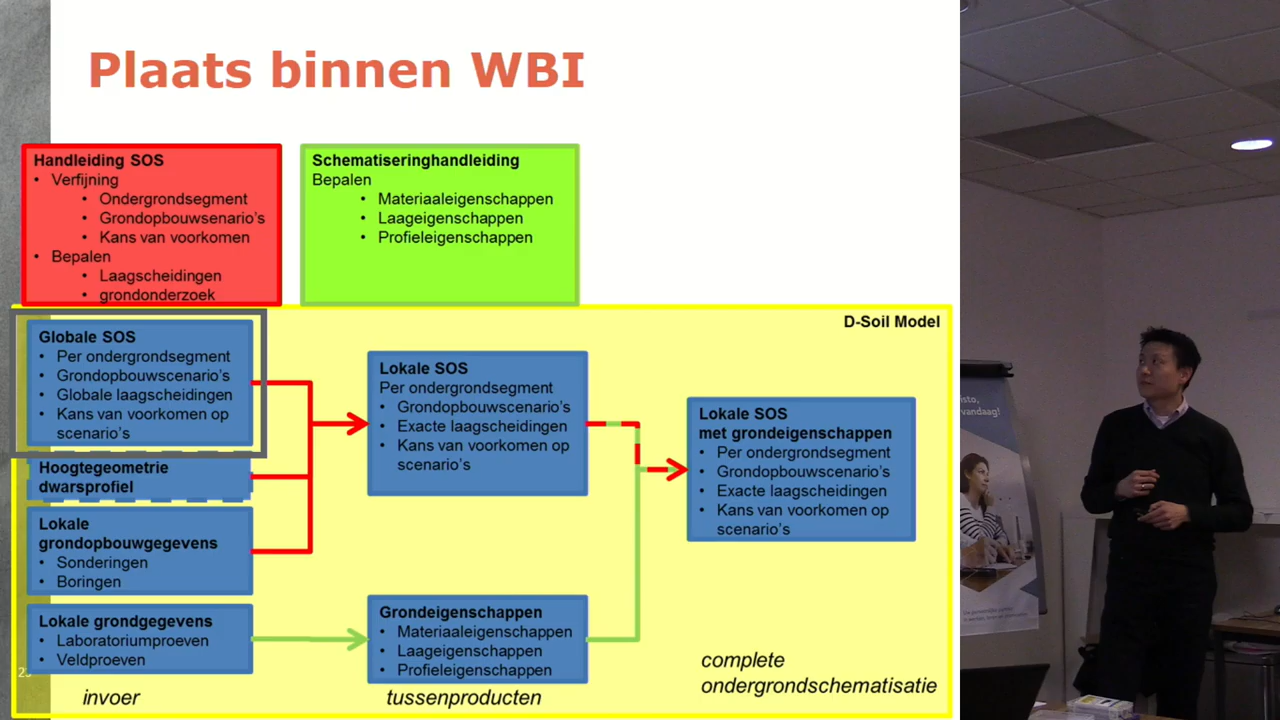 Plaats binnen WBI
Handleiding SOS
• Verfijning
• Ondergrondsegment
• Grondopbouwsenario's
• Kans van voorkomen
• Bepalen
• Laagscheidingen
• grondonderzoek
Schematiseringhandleiding
Bepalen
• Materiaaleigenschappen
• Laageigenschappen
• Profieleigenschappen
D-Soil Model
Globale SOS
• Per ondergrondsegment
• Grondopbouwscenario's
• Globale laagscheidingen
• Kans van voorkomen op
scenario's
Hoogtegeometrie
dwarsprofiel
Lokale
grondopbouwgegevens
• Sonderingen
• Boringen
Lokale grondgegevens
• Laboratoriumproeven
• Veldproeven
invoer
Lokale SOS
Per ondergrondsegment
• Grondopbouwscenario's
• Exacte laagscheidingen
• Kans van voorkomen op
scenario's
Grondeigenschappen
• Materiaaleigenschappen
• Laageigenschappen
• Profieleigenschappen
tussenproducten
Lokale SOS
met grondeigenschappen
• Per ondergrondsegment
• Grondopbouwscenario's
• Exacte laagscheidingen
• Kans van voorkomen op
scenario's
complete
ondergrondschematisatie
vandaag!